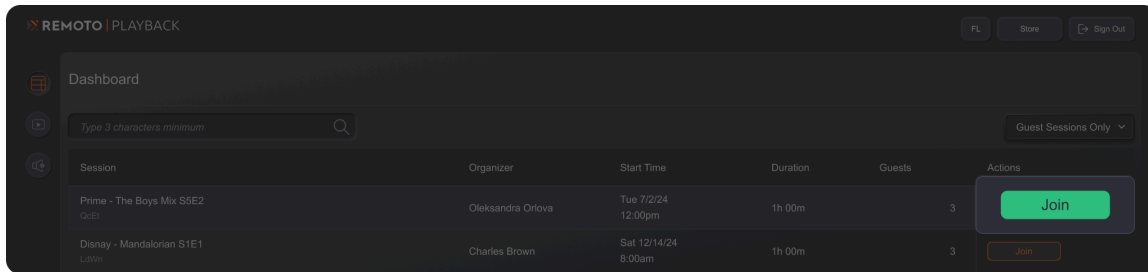 REMOTO | PLAYBACK
FL Store Sign Out
Dashboard
Type 3 characters minimum
Guest Sessions Only
Session Organizer Start Time Duration Guests Actions
Prime - The Boys Mix S5E2 Oleksandra Orlova Tue 7/2/24 1h 00m 3 Join
QcEt 12:00pm
Disnay - Mandalorian S1E1 Charles Brown Sat 12/14/24 1h 00m 3 Join
LdWn 8:00am